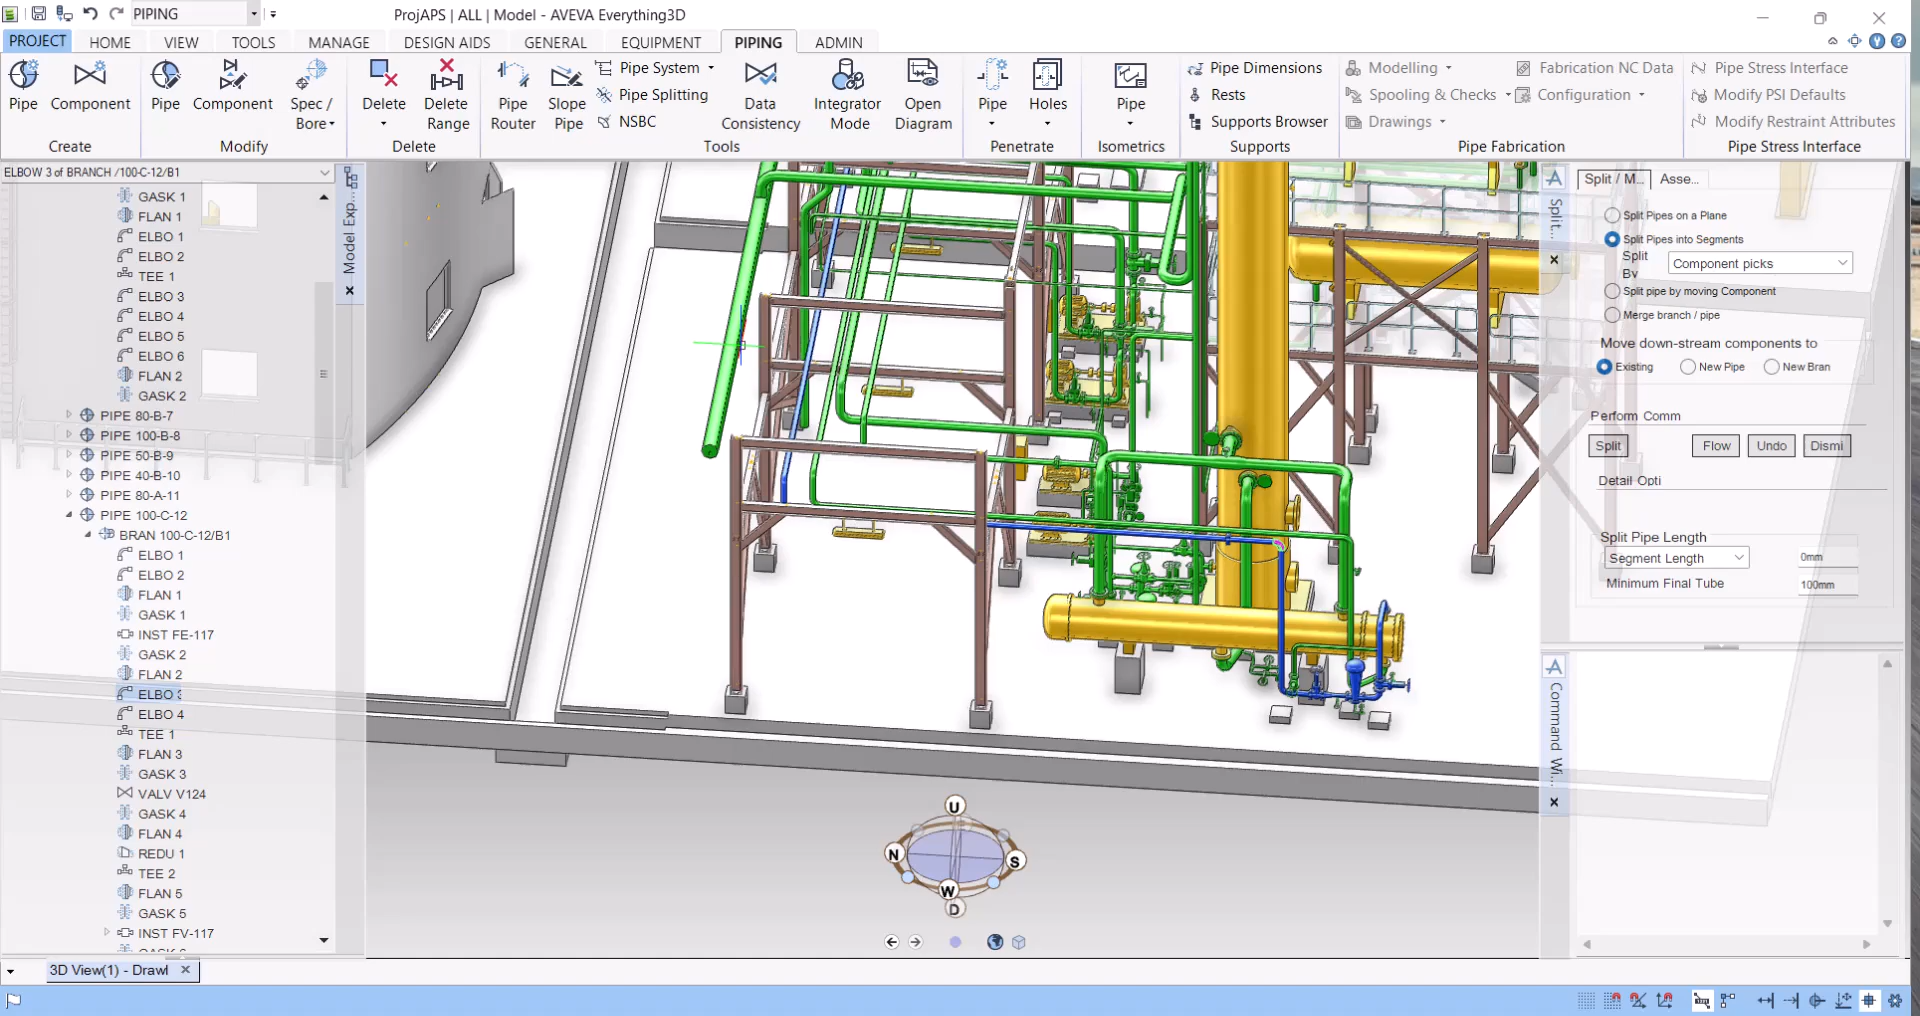 PIPING
ProjAPS | ALL | Model - AVEVA Everything3D
PROJECT HOME VIEW TOOLS MANAGE DESIGN AIDS GENERAL EQUIPMENT PIPING ADMIN
Pipe Component
Create
Pipe Component Spec / Bore
Modify
Delete Delete Range
Delete
Pipe Router
Slope Pipe
Pipe System
Pipe Splitting
NSBC
Data Consistency
Integrator Mode
Open Diagram
Tools
Pipe Holes
Penetrate
Pipe
Isometrics
Pipe Dimensions
Rests
Supports Browser
Supports
Modelling
Spooling & Checks
Drawings
Fabrication NC Data
Configuration
Pipe Fabrication
Pipe Stress Interface
Modify PSI Defaults
Modify Restraint Attributes
Pipe Stress Interface
ELBOW 3 of BRANCH /100-C-12/B1
GASK 1
FLAN 1
ELBO 1
ELBO 2
TEE 1
ELBO 3
ELBO 4
ELBO 5
ELBO 6
FLAN 2
GASK 2
PIPE 80-B-7
PIPE 100-B-8
PIPE 50-B-9
PIPE 40-B-10
PIPE 80-A-11
PIPE 100-C-12
BRAN 100-C-12/B1
ELBO 1
ELBO 2
FLAN 1
GASK 1
INST FE-117
GASK 2
FLAN 2
ELBO 3
ELBO 4
TEE 1
FLAN 3
GASK 3
VALV V124
GASK 4
FLAN 4
REDU 1
TEE 2
FLAN 5
GASK 5
INST FV-117
Model Exp...
U
N
S
W
D
Split...
Split / M... Asse...
Split Pipes on a Plane
Split Pipes into Segments
Split By
Component picks
Split pipe by moving Component
Merge branch / pipe
Move down-stream components to
Existing New Pipe New Bran
Perform Comm
Split Flow Undo Dismi
Detail Opti
Split Pipe Length
Segment Length 0mm
Minimum Final Tube 100mm
Command Wi...
3D View(1) - Drawl